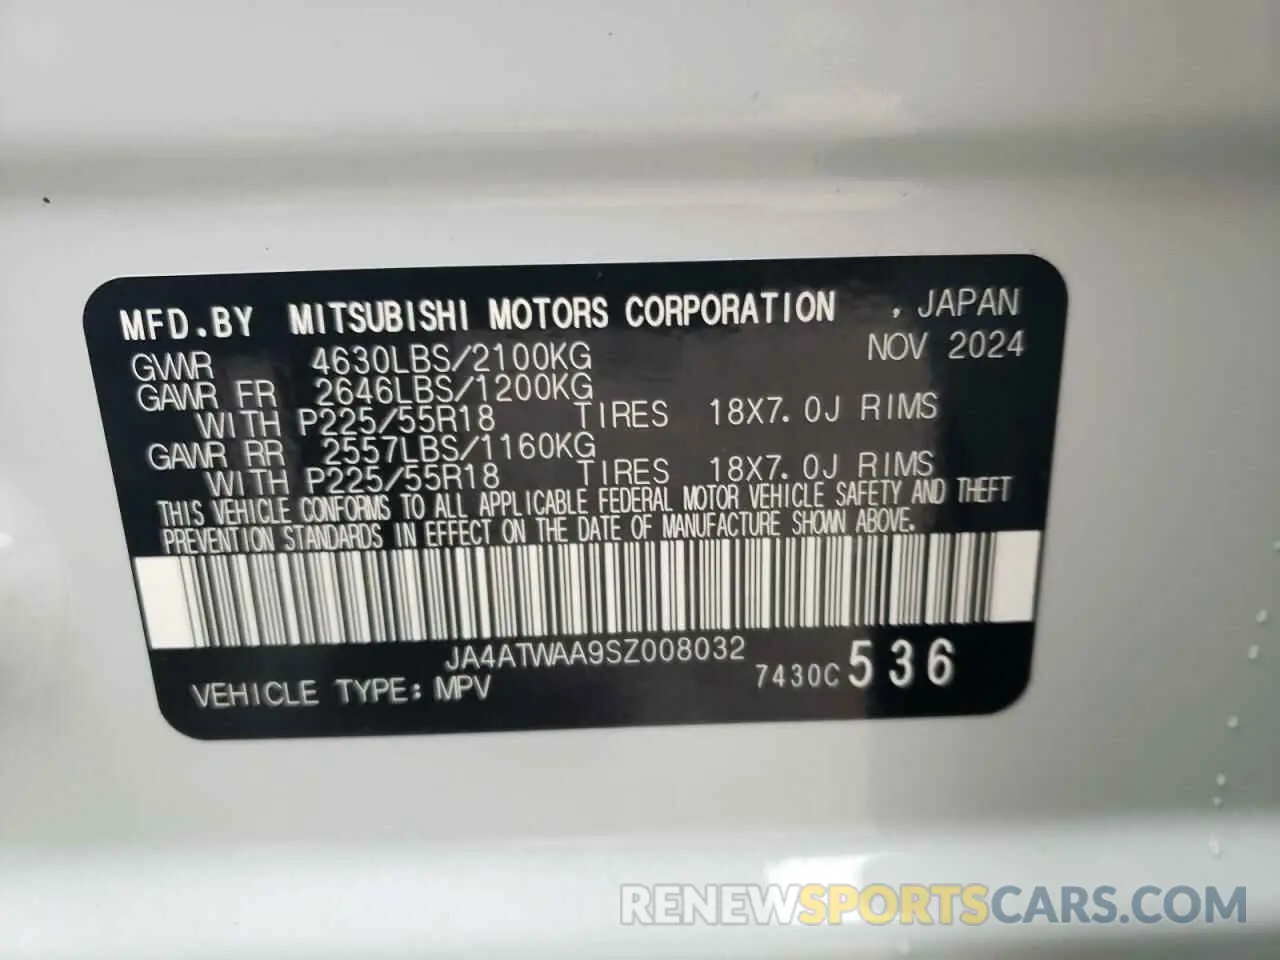 MFD.BY MITSUBISHI MOTORS CORPORATION , JAPAN
GVWR 4630LBS/2100KG NOV 2024
GAWR FR 2646LBS/1200KG
WITH P225/55R18 TIRES 18X7.0J RIMS
GAWR RR 2557LBS/1160KG
WITH P225/55R18 TIRES 18X7.0J RIMS
THIS VEHICLE CONFORMS TO ALL APPLICABLE FEDERAL MOTOR VEHICLE SAFETY AND THEFT
PREVENTION STANDARDS IN EFFECT ON THE DATE OF MANUFACTURE SHOWN ABOVE.
JA4ATWAA9SZ008032
VEHICLE TYPE: MPV 7430C 536
RENEWSPORTSCARS.COM